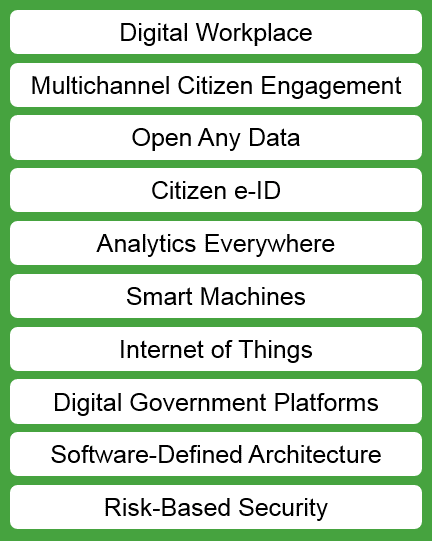 Digital Workplace
Multichannel Citizen Engagement
Open Any Data
Citizen e-ID
Analytics Everywhere
Smart Machines
Internet of Things
Digital Government Platforms
Software-Defined Architecture
Risk-Based Security